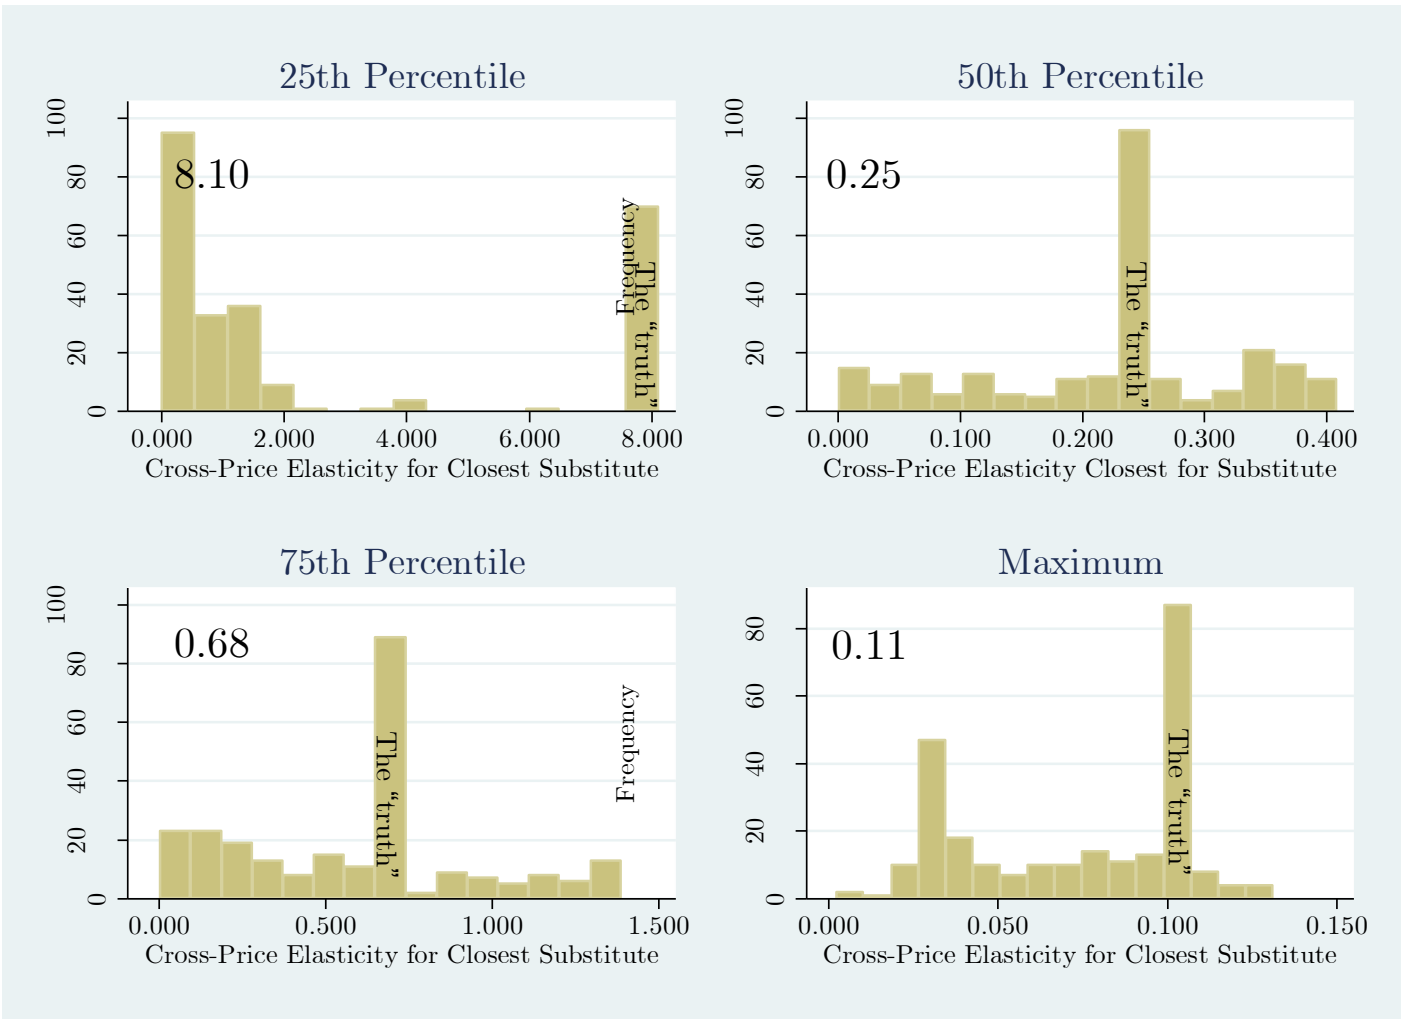 25th Percentile
100
80
60
40
20
0
8.10
Frequency
The “truth”
0.000 2.000 4.000 6.000 8.000
Cross-Price Elasticity for Closest Substitute
50th Percentile
100
80
60
40
20
0
0.25
The “truth”
0.000 0.100 0.200 0.300 0.400
Cross-Price Elasticity Closest for Substitute
75th Percentile
100
80
60
40
20
0
0.68
Frequency
The “truth”
0.000 0.500 1.000 1.500
Cross-Price Elasticity for Closest Substitute
Maximum
80
60
40
20
0
0.11
The “truth”
0.000 0.050 0.100 0.150
Cross-Price Elasticity for Closest Substitute